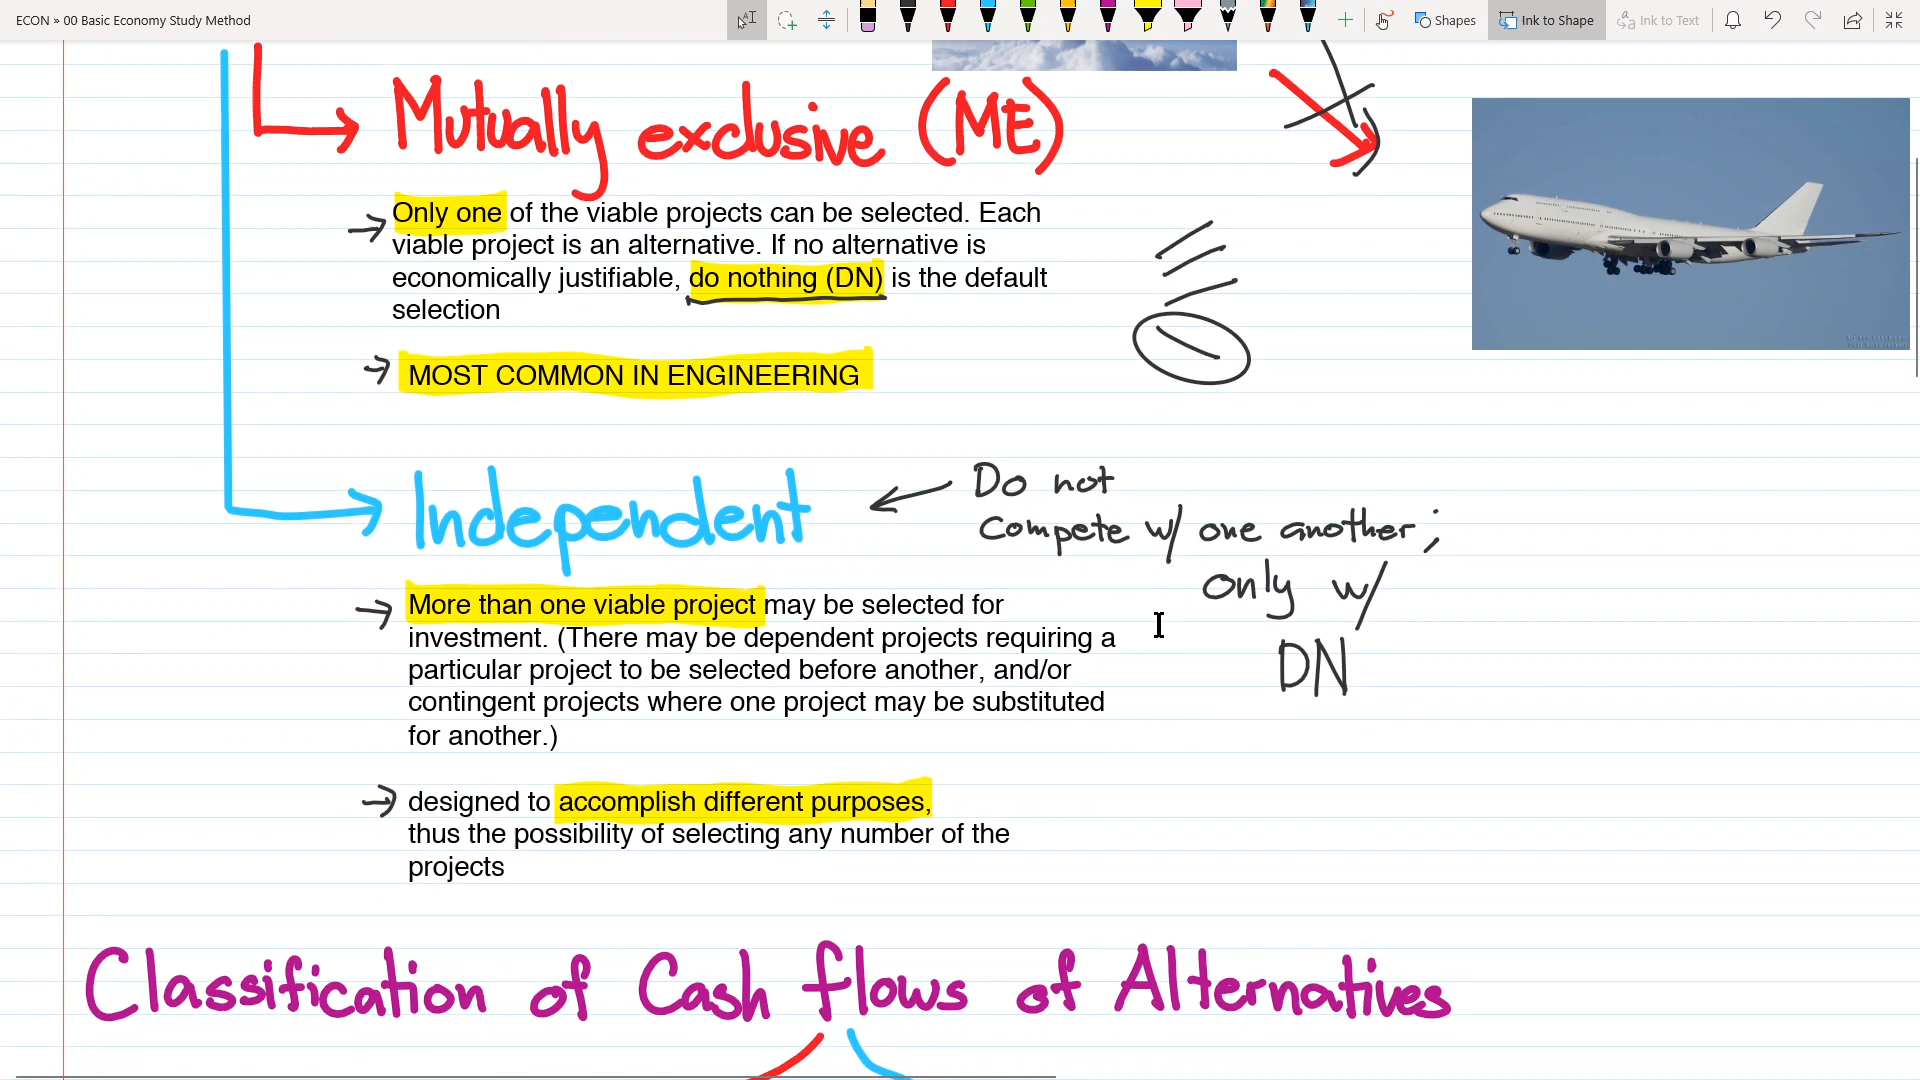 ECON » 00 Basic Economy Study Method
Shapes
Ink to Shape
Ink to Text
Mutually exclusive (ME)
Only one of the viable projects can be selected. Each
viable project is an alternative. If no alternative is
economically justifiable, do nothing (DN) is the default
selection
MOST COMMON IN ENGINEERING
Independent
Do not
compete w/ one another;
only w/
DN
More than one viable project may be selected for
investment. (There may be dependent projects requiring a
particular project to be selected before another, and/or
contingent projects where one project may be substituted
for another.)
designed to accomplish different purposes,
thus the possibility of selecting any number of the
projects
Classification of Cash flows of Alternatives